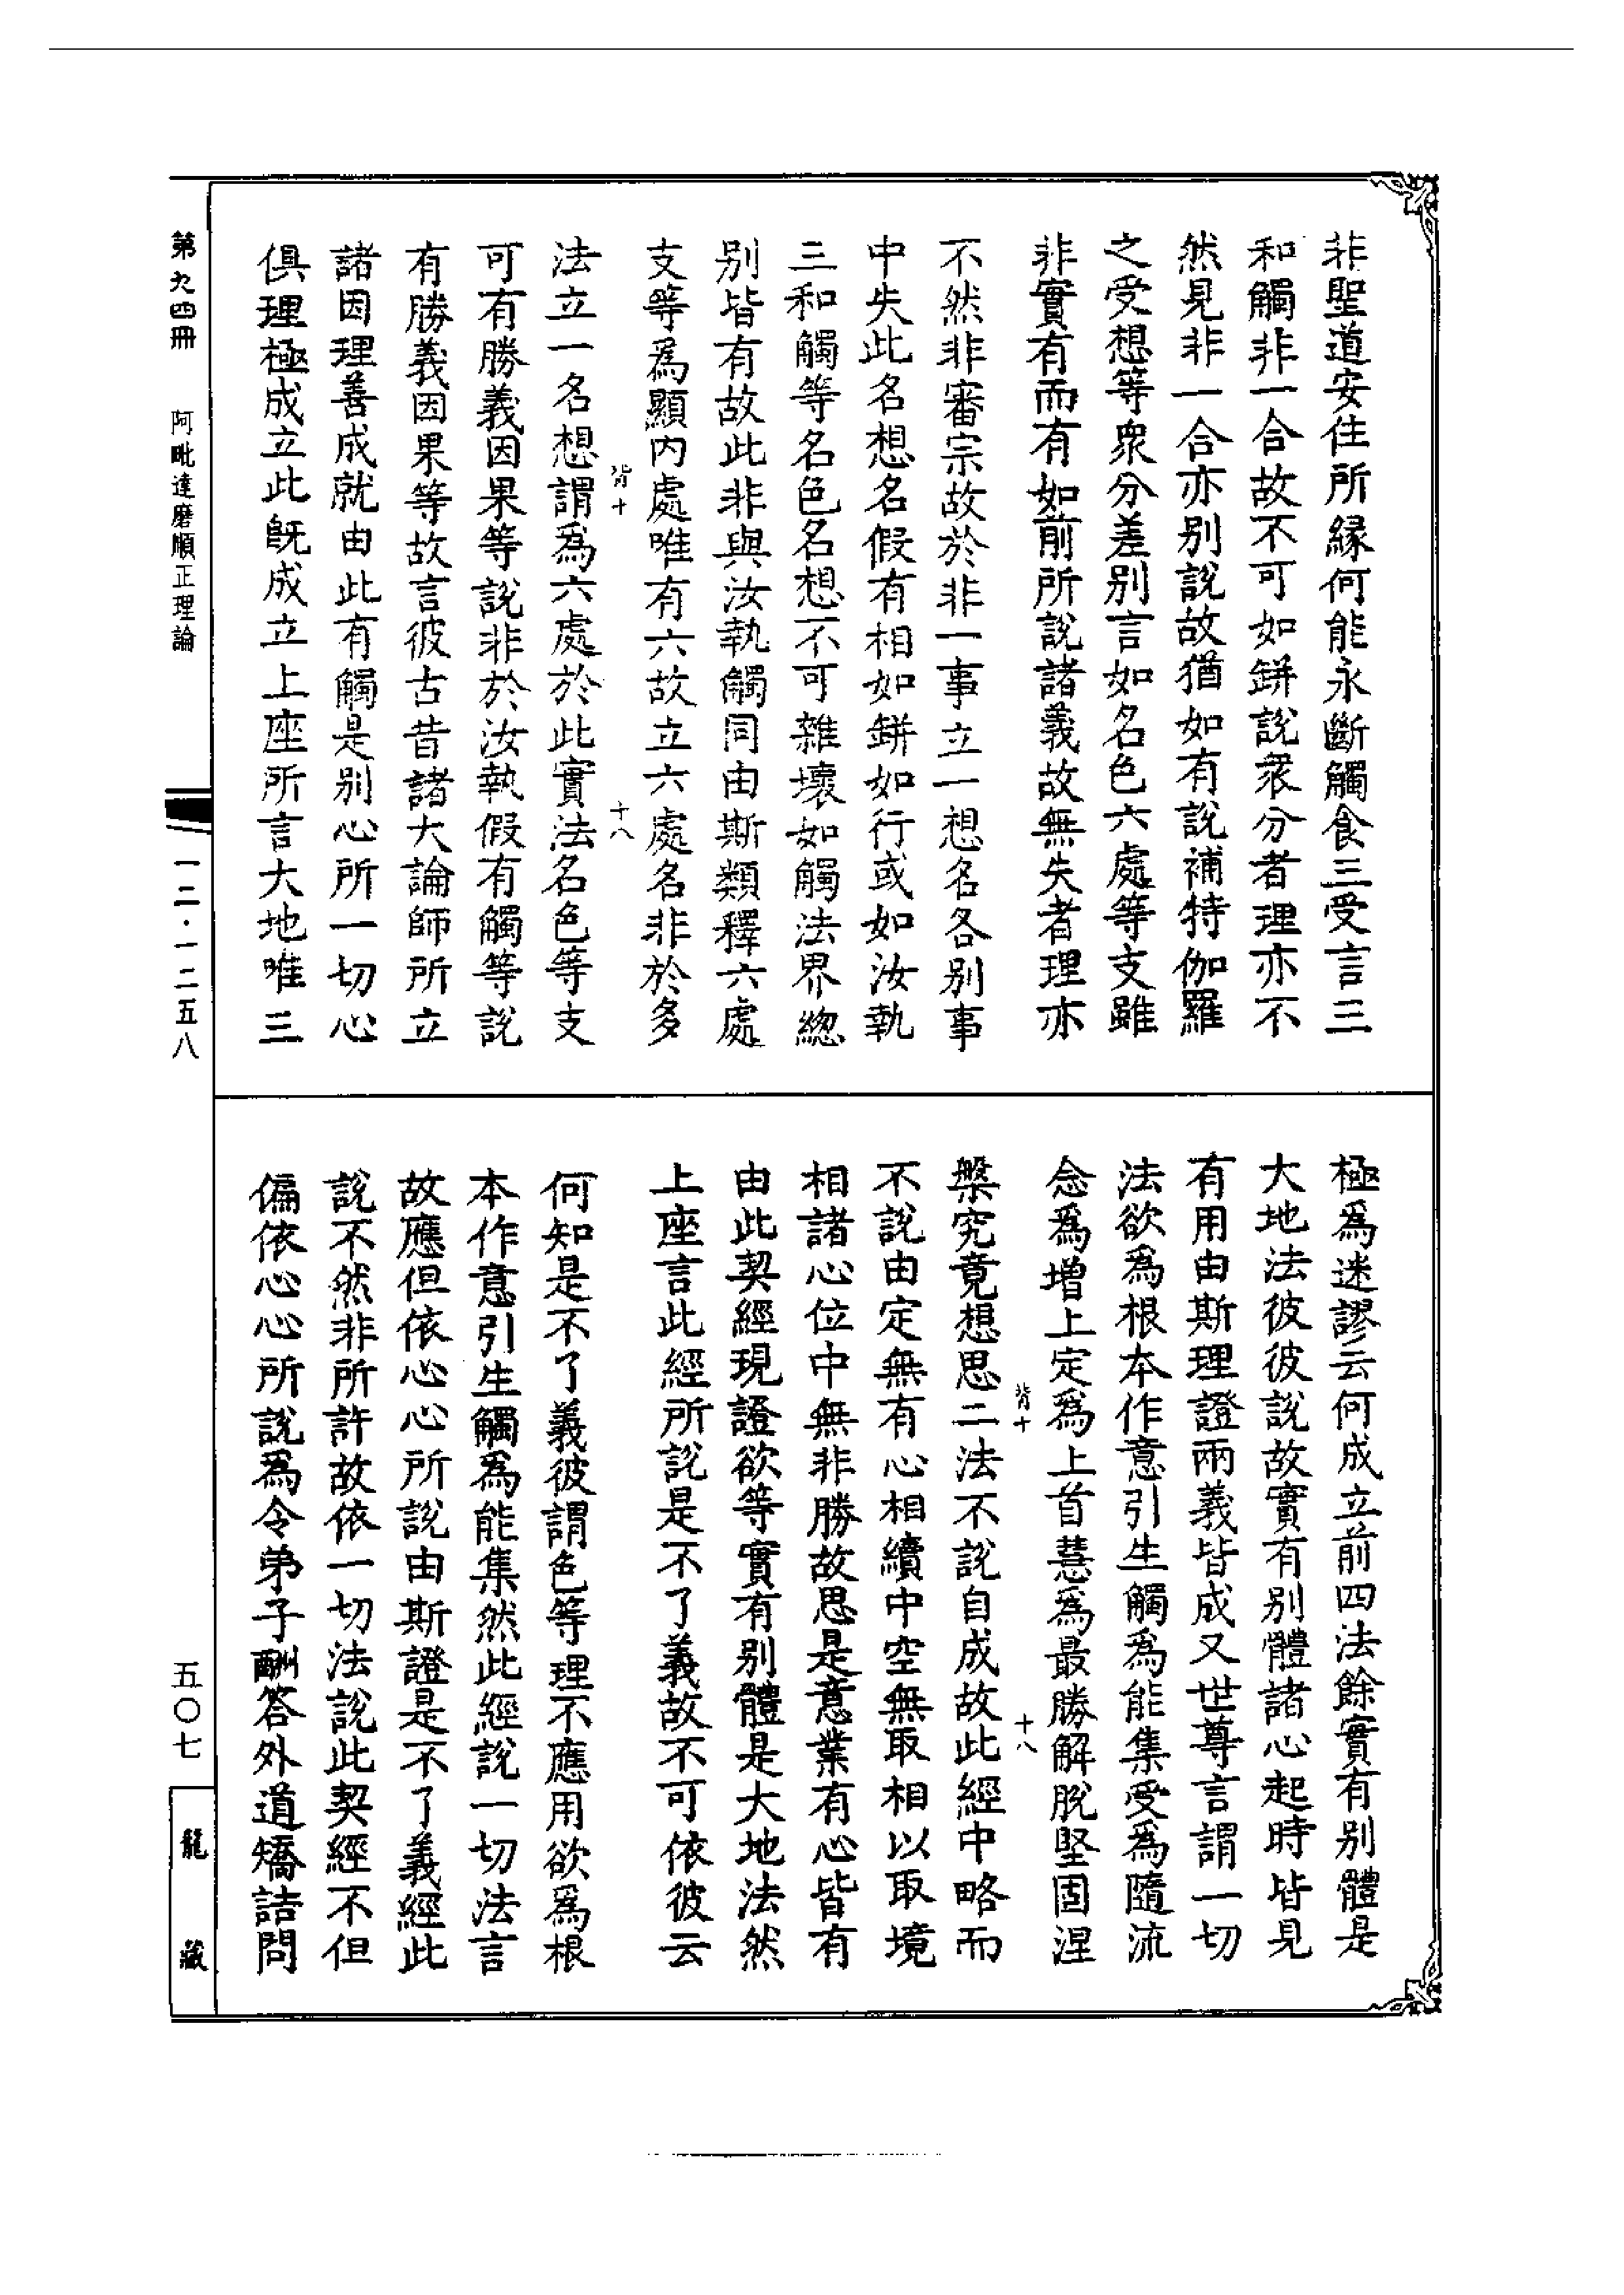 非聖道安住所緣何能永斷觸食三受言三
和觸非一合故不可如缾說衆分者理亦不
然見非一合亦別說故猶如有說補特伽羅
之受想等衆分差別言如名色六處等支雖
非實有而有如前所說諸義故無失者理亦
不然非審宗故於非一事立一想名各別事
中失此名想名假有相如缾如行或如汝執
三和觸等名色名想不可雜壞如觸法界緫
別皆有故此非與汝執觸同由斯類釋六處
支等爲顯內處唯有六故立六處名非於多
背十 十八
法立一名想謂爲六處於此實法名色等支
可有勝義因果等說非於汝執假有觸等說
有勝義因果等故言彼古昔諸大論師所立
諸因理善成就由此有觸是別心所一切心
俱理極成立此旣成立上座所言大地唯三
極爲迷謬云何成立前四法餘實有別體是
大地法彼彼說故實有別體諸心起時皆見
有用由斯理證兩義皆成又世尊言謂一切
法欲爲根本作意引生觸爲能集受爲隨流
念爲增上定爲上首慧爲最勝解脫堅固涅
背十 十八
槃究竟想思二法不說自成故此經中略而
不說由定無有心相續中空無取相以取境
相諸心位中無非勝故思是意業有心皆有
由此契經現證欲等實有別體是大地法然
上座言此經所說是不了義故不可依彼云
何知是不了義彼謂色等理不應用欲爲根
本作意引生觸爲能集然此經說一切法言
故應但依心心所說由斯證是不了義經此
說不然非所許故依一切法說此契經不但
偏依心心所說爲令弟子酬答外道矯詰問
第九四冊 阿毗達磨順正理論
一二·一二五八
五〇七
龍藏